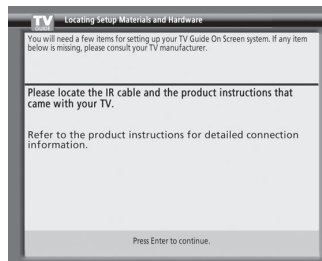 TV
GUIDE
Locating Setup Materials and Hardware
You will need a few items for setting up your TV Guide On Screen system. If any item
below is missing, please consult your TV manufacturer.
Please locate the IR cable and the product instructions that
came with your TV.
Refer to the product instructions for detailed connection
information.
Press Enter to continue.